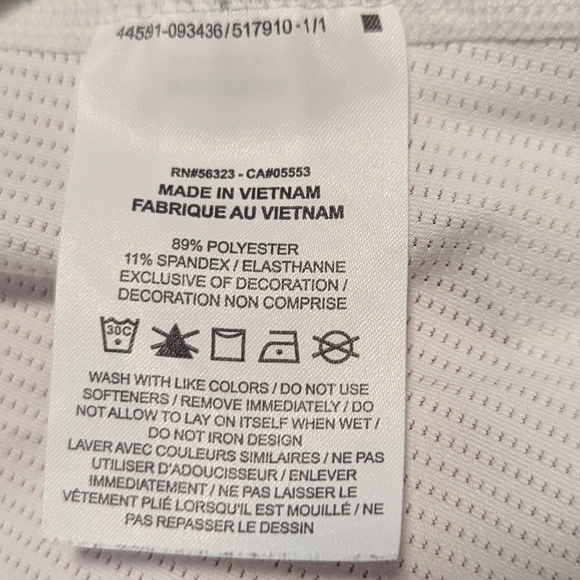 44591-093436/517910-1/1
RN#56323 - CA#05553
MADE IN VIETNAM
FABRIQUE AU VIETNAM
89% POLYESTER
11% SPANDEX / ELASTHANNE
EXCLUSIVE OF DECORATION /
DECORATION NON COMPRISE
30C
WASH WITH LIKE COLORS / DO NOT USE
SOFTENERS / REMOVE IMMEDIATELY / DO
NOT ALLOW TO LAY ON ITSELF WHEN WET /
DO NOT IRON DESIGN
LAVER AVEC COULEURS SIMILAIRES / NE PAS
UTILISER D'ADOUCISSEUR / ENLEVER
IMMEDIATEMENT / NE PAS LAISSER LE
VÊTEMENT PLIÉ LORSQU'IL EST MOUILLÉ / NE
PAS REPASSER LE DESSIN